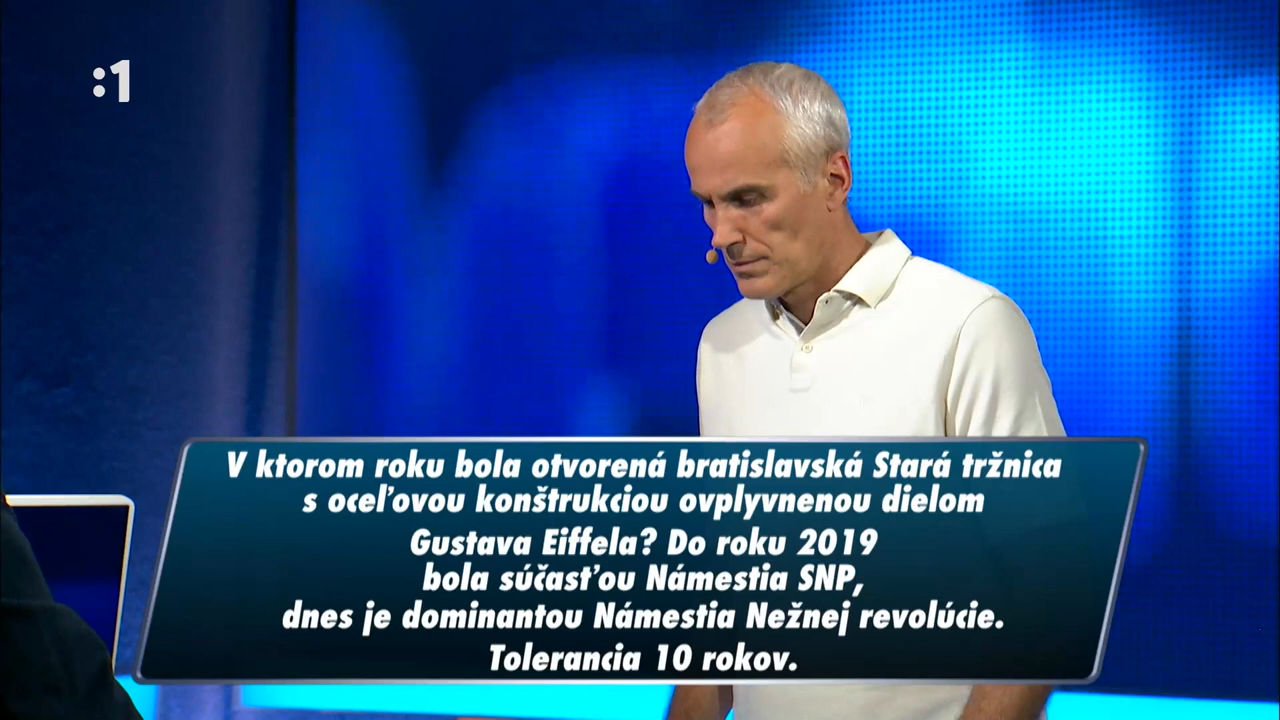 :1
V ktorom roku bola otvorená bratislavská Stará tržnica
s oceľovou konštrukciou ovplyvnenou dielom
Gustava Eiffela? Do roku 2019
bola súčasťou Námestia SNP,
dnes je dominantou Námestia Nežnej revolúcie.
Tolerancia 10 rokov.